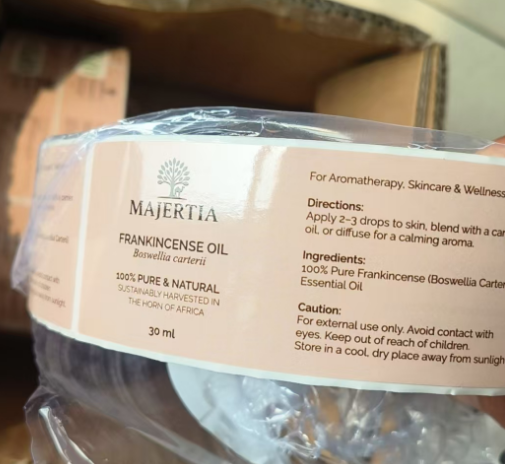 MAJERTIA
FRANKINCENSE OIL
Boswellia carterii
100% PURE & NATURAL
SUSTAINABLY HARVESTED IN
THE HORN OF AFRICA
30 ml
For Aromatherapy, Skincare & Wellness
Directions:
Apply 2–3 drops to skin, blend with a car
oil, or diffuse for a calming aroma.
Ingredients:
100% Pure Frankincense (Boswellia Carter
Essential Oil
Caution:
For external use only. Avoid contact with
eyes. Keep out of reach of children.
Store in a cool, dry place away from sunligh